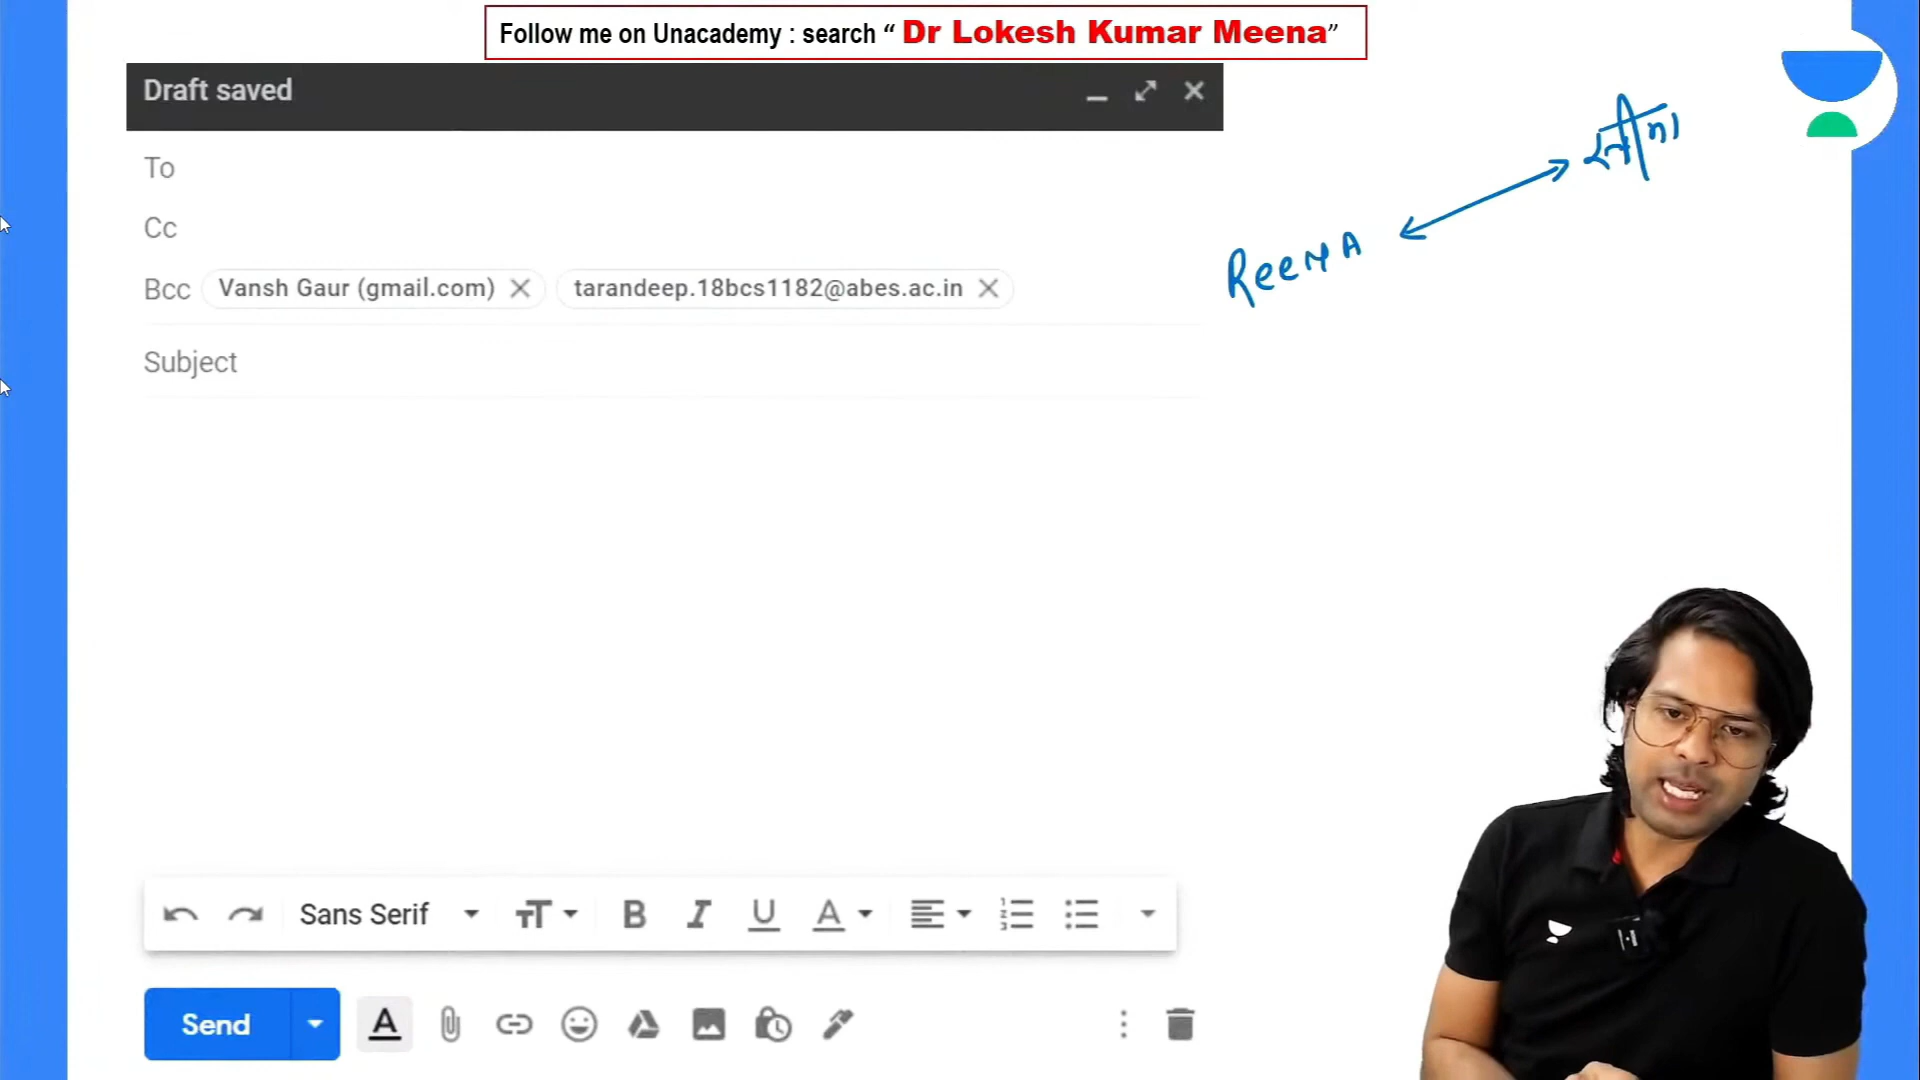 Follow me on Unacademy : search “ Dr Lokesh Kumar Meena”
Draft saved
To
Cc
Bcc Vansh Gaur (gmail.com) tarandeep.18bcs1182@abes.ac.in
Subject
ReenA
Sans Serif
Send